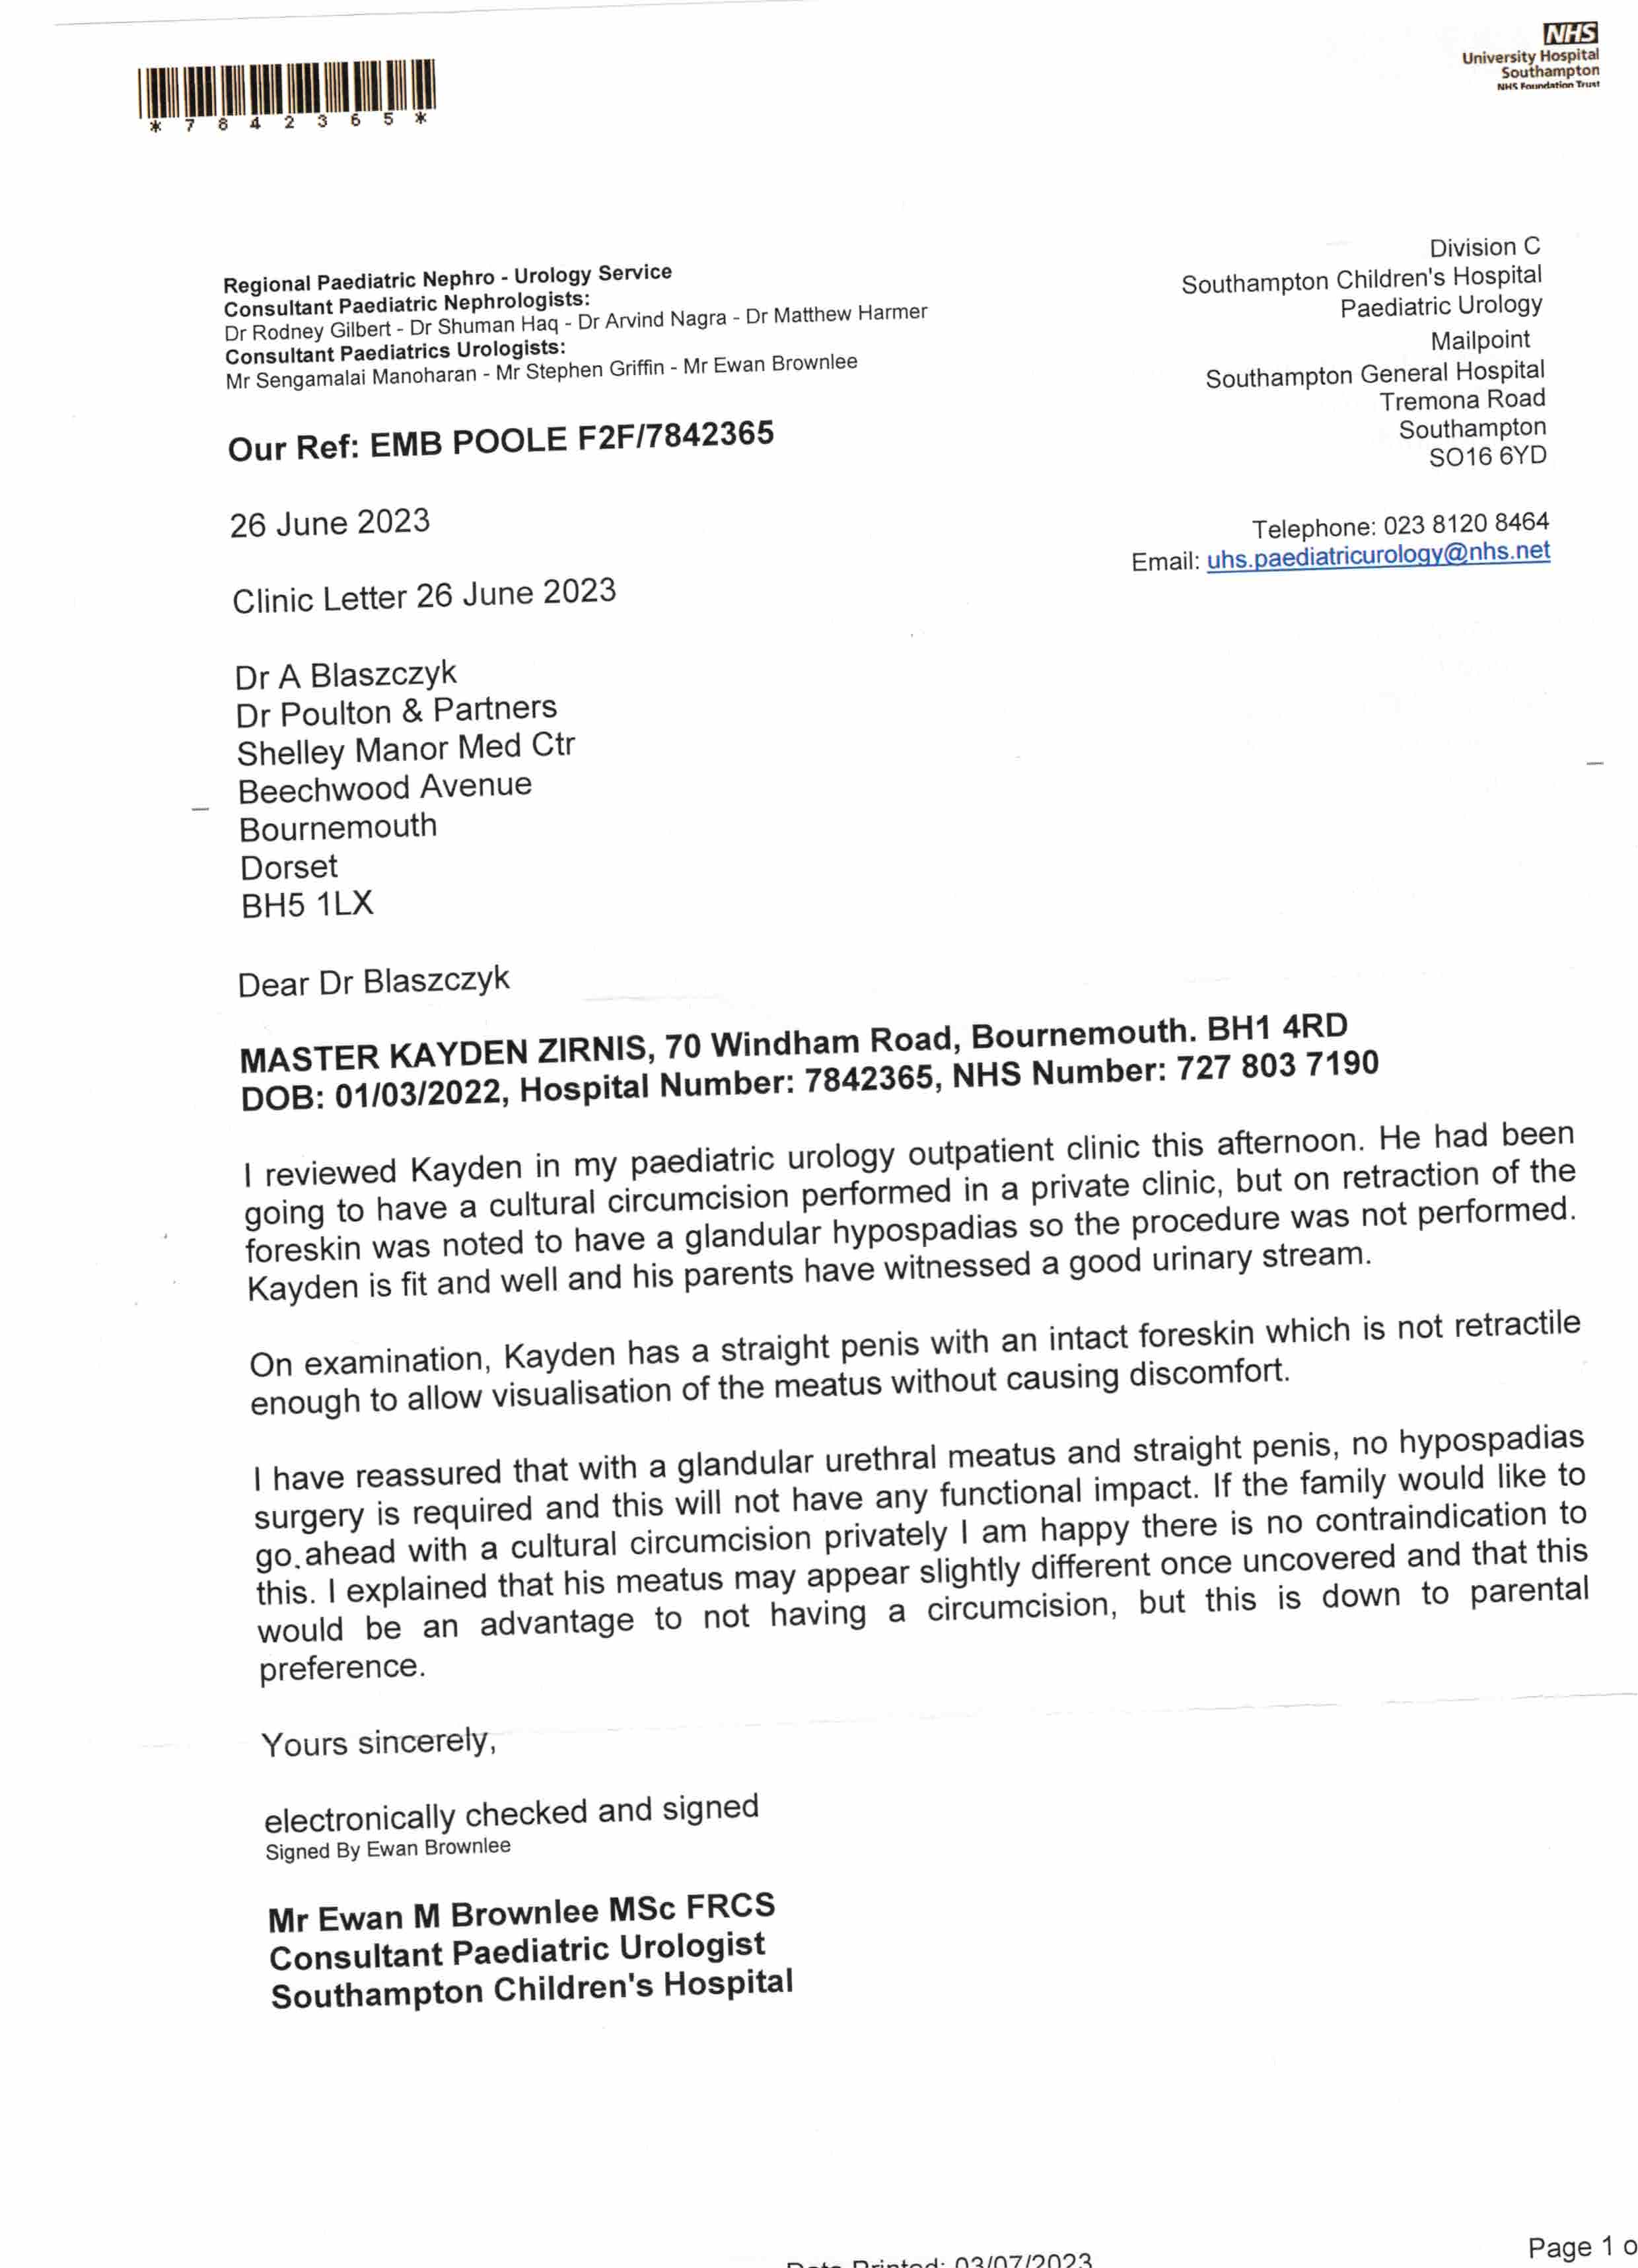 NHS
University Hospital
Southampton
NHS Foundation Trust
* 7 8 4 2 3 6 5 *
Regional Paediatric Nephro - Urology Service
Consultant Paediatric Nephrologists:
Dr Rodney Gilbert - Dr Shuman Haq - Dr Arvind Nagra - Dr Matthew Harmer
Consultant Paediatrics Urologists:
Mr Sengamalai Manoharan - Mr Stephen Griffin - Mr Ewan Brownlee
Division C
Southampton Children's Hospital
Paediatric Urology
Mailpoint
Southampton General Hospital
Tremona Road
Southampton
SO16 6YD
Telephone: 023 8120 8464
Email: uhs.paediatricurology@nhs.net
Our Ref: EMB POOLE F2F/7842365
26 June 2023
Clinic Letter 26 June 2023
Dr A Blaszczyk
Dr Poulton & Partners
Shelley Manor Med Ctr
Beechwood Avenue
Bournemouth
Dorset
BH5 1LX
Dear Dr Blaszczyk
MASTER KAYDEN ZIRNIS, 70 Windham Road, Bournemouth. BH1 4RD
DOB: 01/03/2022, Hospital Number: 7842365, NHS Number: 727 803 7190
I reviewed Kayden in my paediatric urology outpatient clinic this afternoon. He had been
going to have a cultural circumcision performed in a private clinic, but on retraction of the
foreskin was noted to have a glandular hypospadias so the procedure was not performed.
Kayden is fit and well and his parents have witnessed a good urinary stream.
On examination, Kayden has a straight penis with an intact foreskin which is not retractile
enough to allow visualisation of the meatus without causing discomfort.
I have reassured that with a glandular urethral meatus and straight penis, no hypospadias
surgery is required and this will not have any functional impact. If the family would like to
go ahead with a cultural circumcision privately I am happy there is no contraindication to
this. I explained that his meatus may appear slightly different once uncovered and that this
would be an advantage to not having a circumcision, but this is down to parental
preference.
Yours sincerely,
electronically checked and signed
Signed By Ewan Brownlee
Mr Ewan M Brownlee MSc FRCS
Consultant Paediatric Urologist
Southampton Children's Hospital
Date Printed: 03/07/2023
Page 1 o